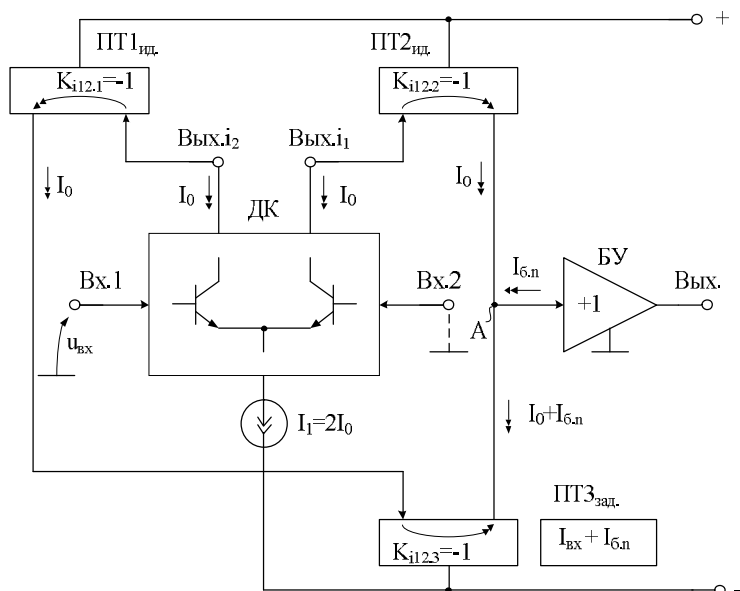 +
ПТ1ид.
ПТ2ид.
Ki12.1=-1
Ki12.2=-1
Вых.i2
Вых.i1
I0
I0
I0
I0
ДК
Вх.1
Вх.2
Iб.п
БУ
Вых.
+1
А
uвх
I1=2I0
I0+Iб.п
ПТ3зад.
Ki12.3=-1
Iвх + Iб.п
-